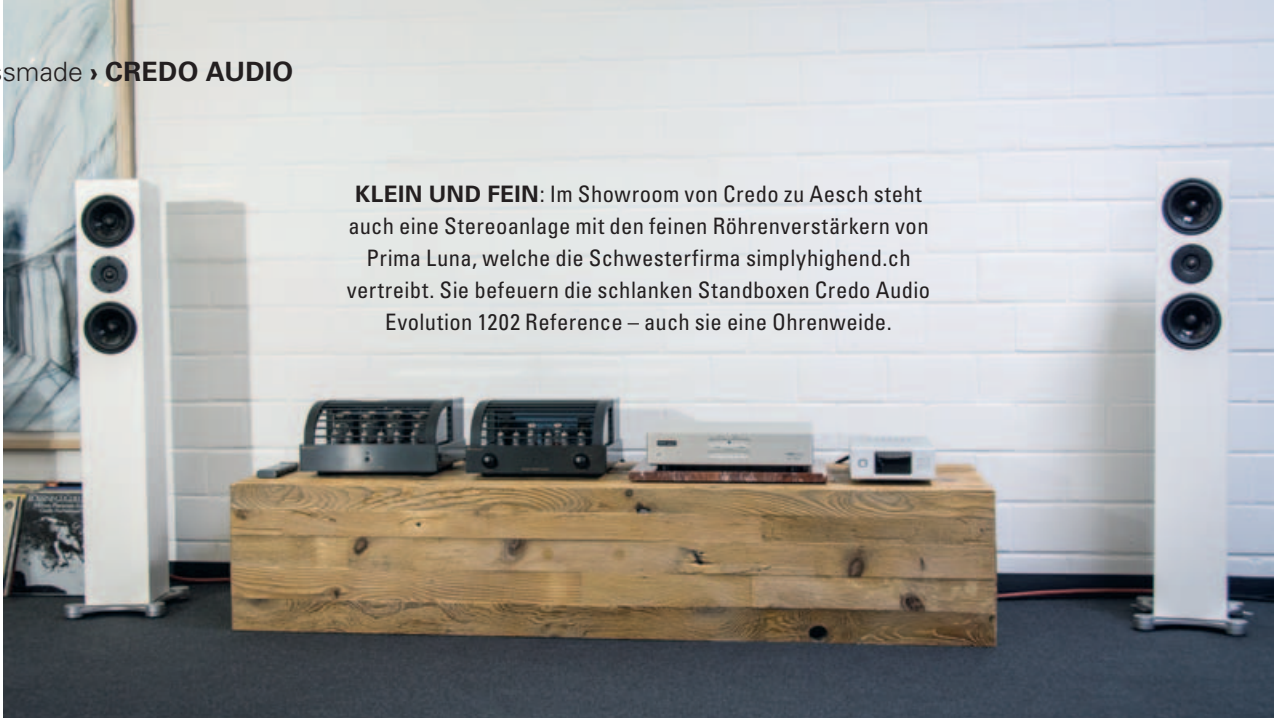 ssmade › CREDO AUDIO
KLEIN UND FEIN: Im Showroom von Credo zu Aesch steht
auch eine Stereoanlage mit den feinen Röhrenverstärkern von
Prima Luna, welche die Schwesterfirma simplyhighend.ch
vertreibt. Sie befeuern die schlanken Standboxen Credo Audio
Evolution 1202 Reference – auch sie eine Ohrenweide.